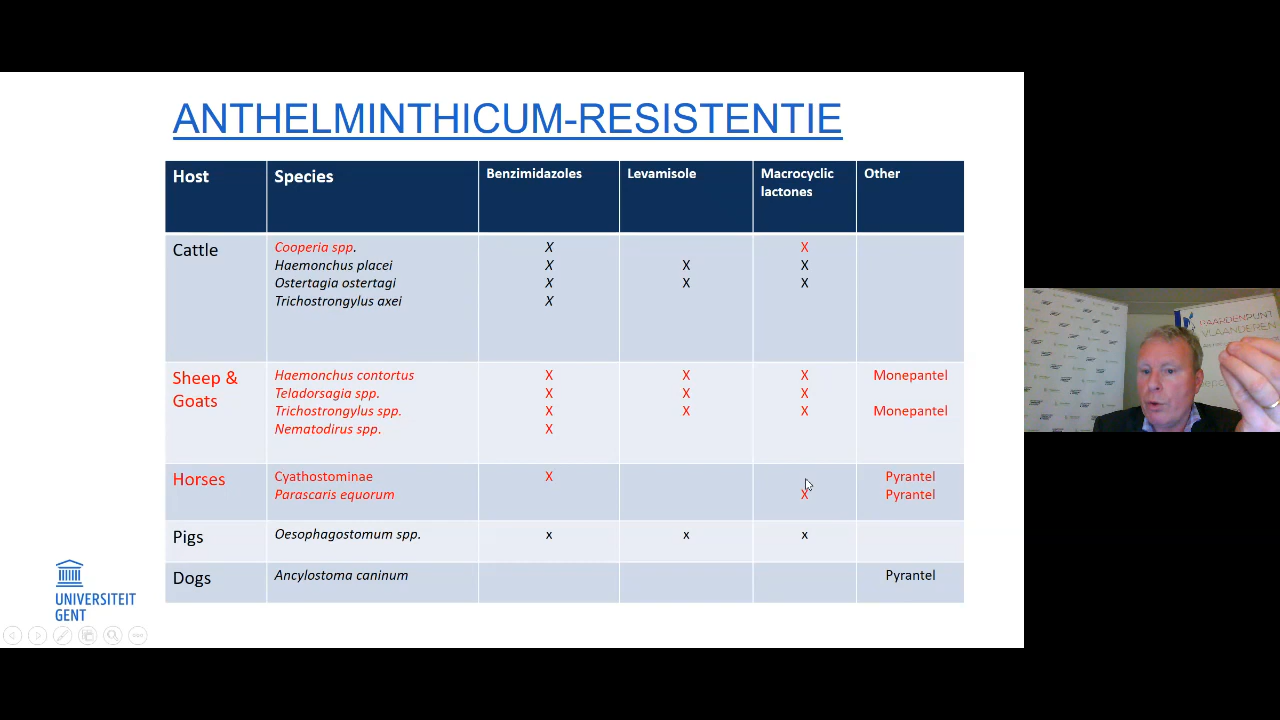 ANTHELMINTHICUM-RESISTENTIE
Host Species Benzimidazoles Levamisole Macrocyclic lactones Other
Cattle
Cooperia spp. X X
Haemonchus placei X X X
Ostertagia ostertagi X X X
Trichostrongylus axei X
Sheep & Goats
Haemonchus contortus X X X Monepantel
Teladorsagia spp. X X X
Trichostrongylus spp. X X X Monepantel
Nematodirus spp. X
Horses
Cyathostominae X Pyrantel
Parascaris equorum X Pyrantel
Pigs Oesophagostomum spp. x x x
Dogs Ancylostoma caninum Pyrantel
UNIVERSITEIT
GENT
PAARDENPUNT
VLAANDEREN